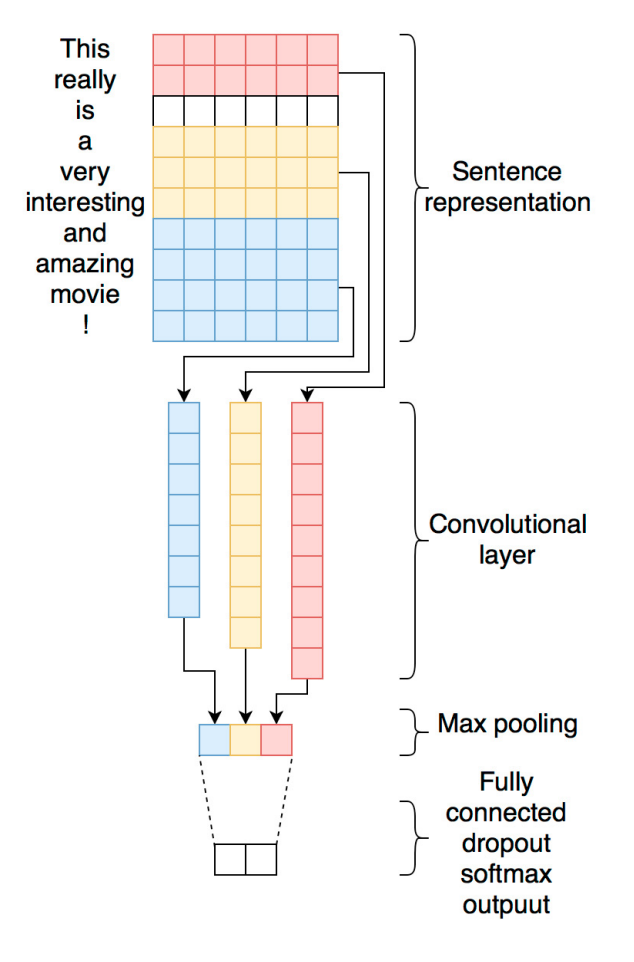 This
really
is
a
very
interesting
and
amazing
movie
!
Sentence
representation
Convolutional
layer
Max pooling
Fully
connected
dropout
softmax
outpuut